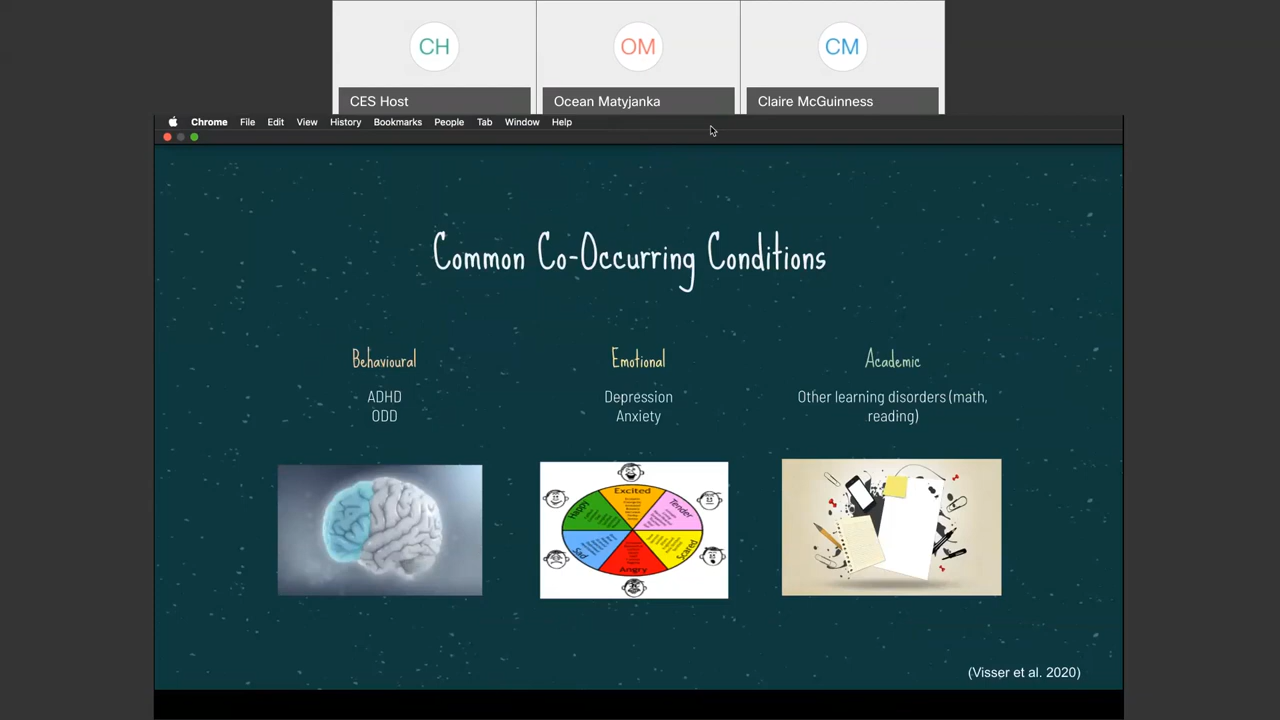 CH
OM
CM
CES Host
Ocean Matyjanka
Claire McGuinness
Chrome File Edit View History Bookmarks People Tab Window Help
Common Co-Occurring Conditions
Behavioural
Emotional
Academic
ADHD
ODD
Depression
Anxiety
Other learning disorders (math,
reading)
Excited
Happy
Tender
Sad
Scared
Angry
(Visser et al. 2020)